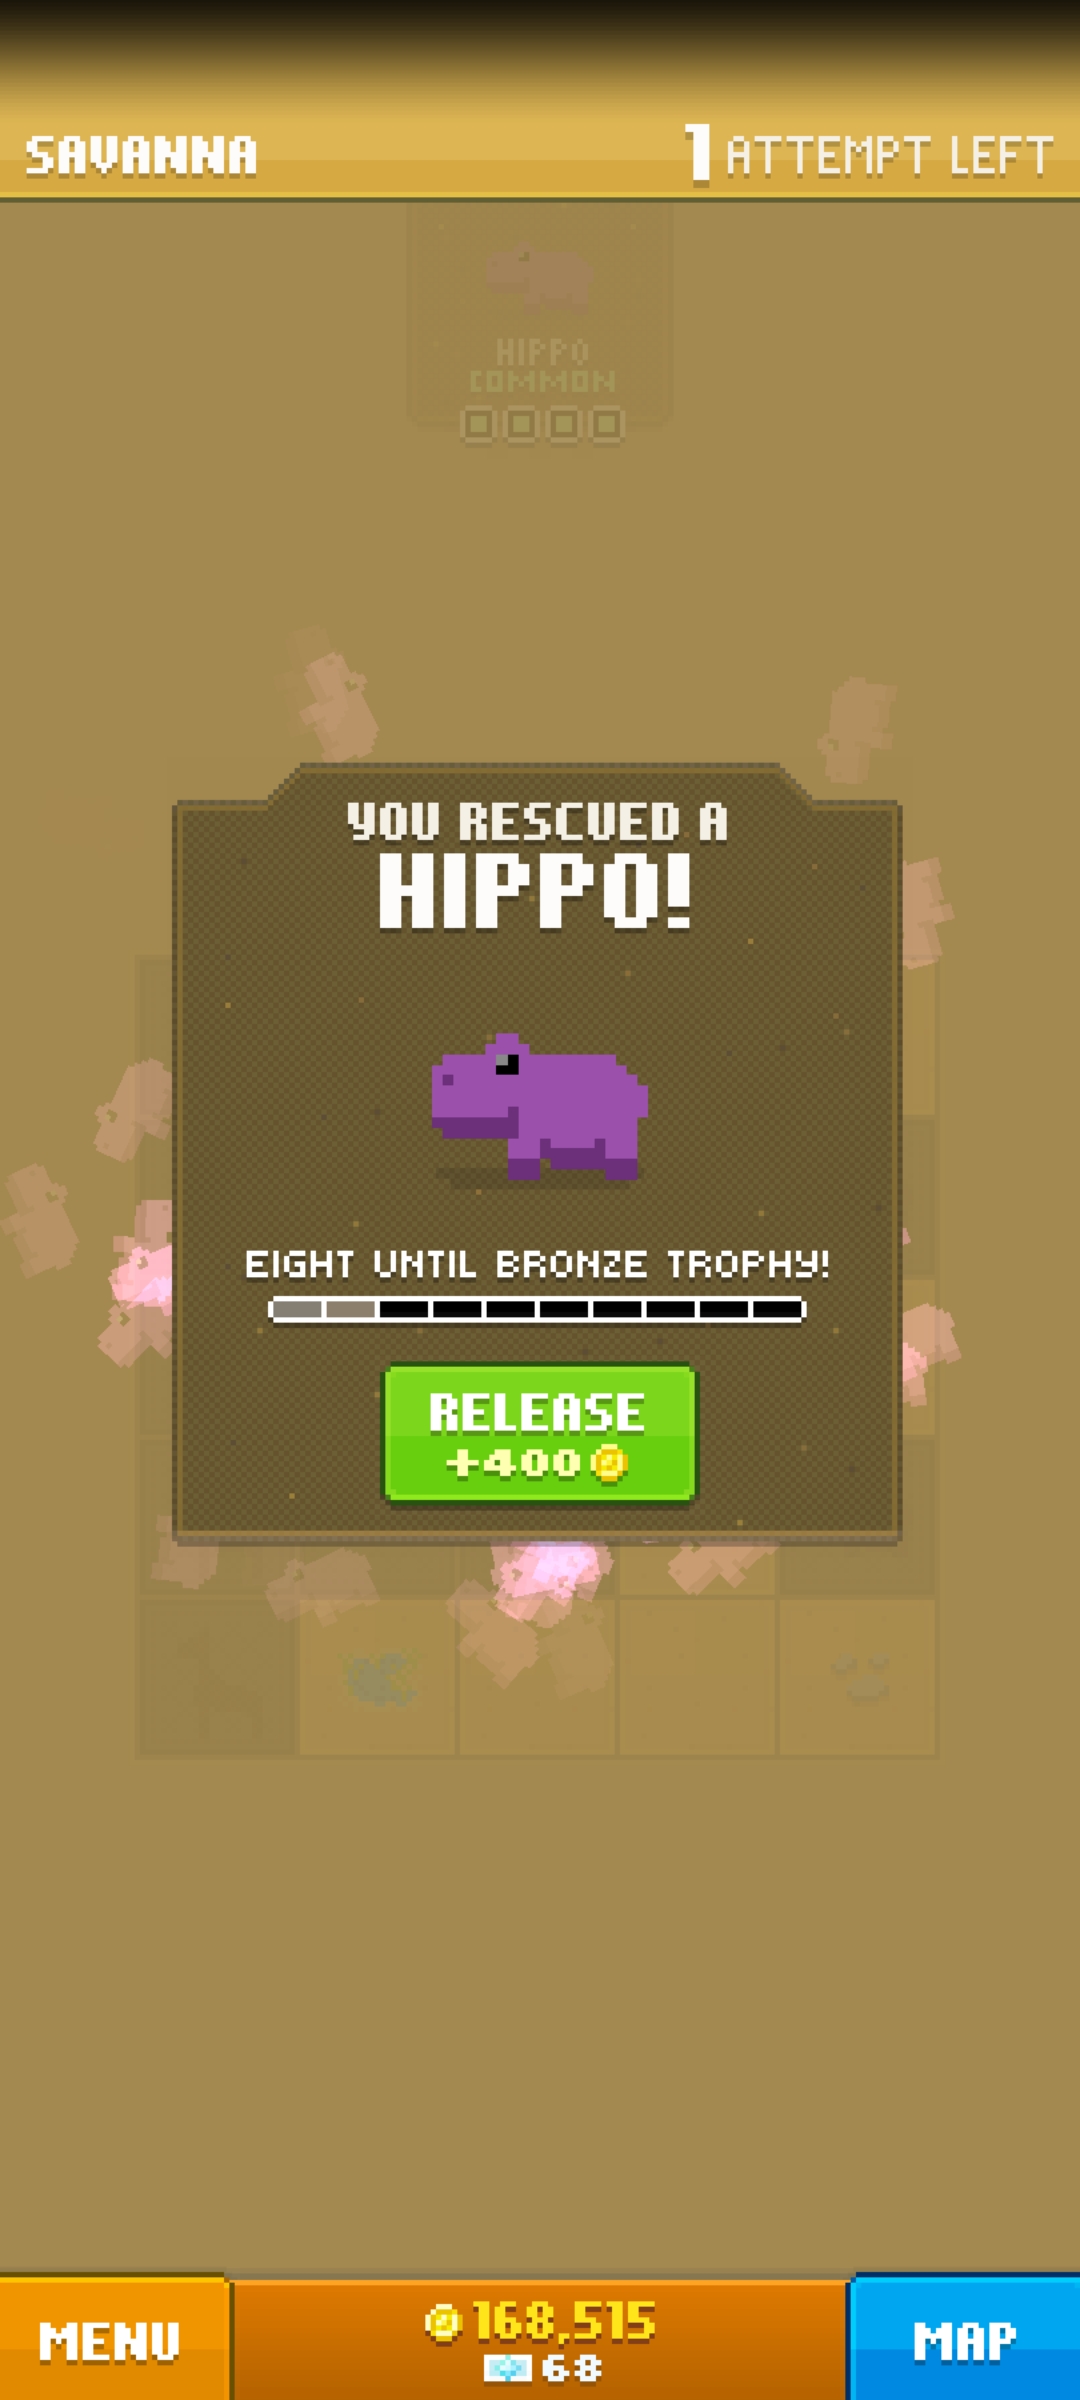 SAVANNA
1 ATTEMPT LEFT
HIPPO
COMMON
YOU RESCUED A
HIPPO!
EIGHT UNTIL BRONZE TROPHY!
RELEASE
+400
MENU
168,515
68
MAP